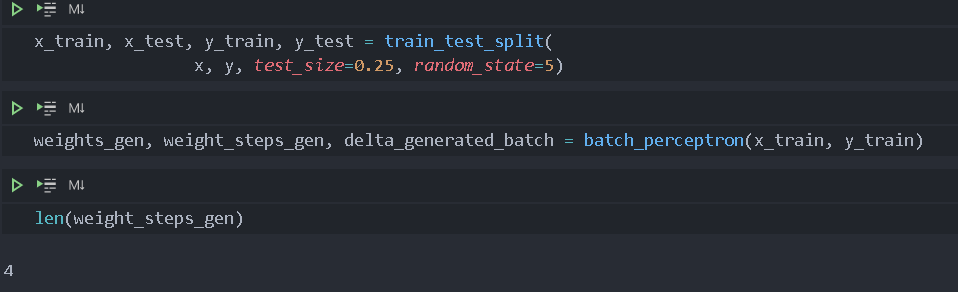 M↓
x_train, x_test, y_train, y_test = train_test_split(
x, y, test_size=0.25, random_state=5)
M↓
weights_gen, weight_steps_gen, delta_generated_batch = batch_perceptron(x_train, y_train)
M↓
len(weight_steps_gen)
4